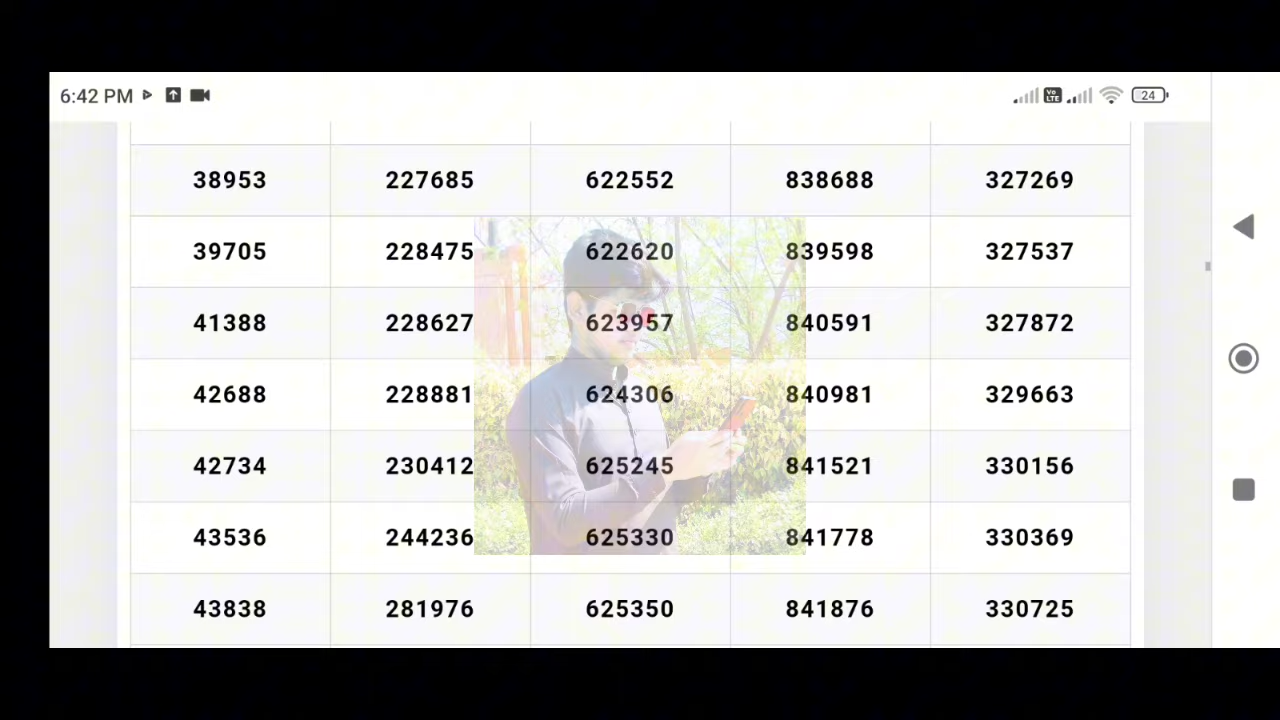 6:42 PM
Vo LTE
24
38953 227685 622552 838688 327269
39705 228475 622620 839598 327537
41388 228627 623957 840591 327872
42688 228881 624306 840981 329663
42734 230412 625245 841521 330156
43536 244236 625330 841778 330369
43838 281976 625350 841876 330725